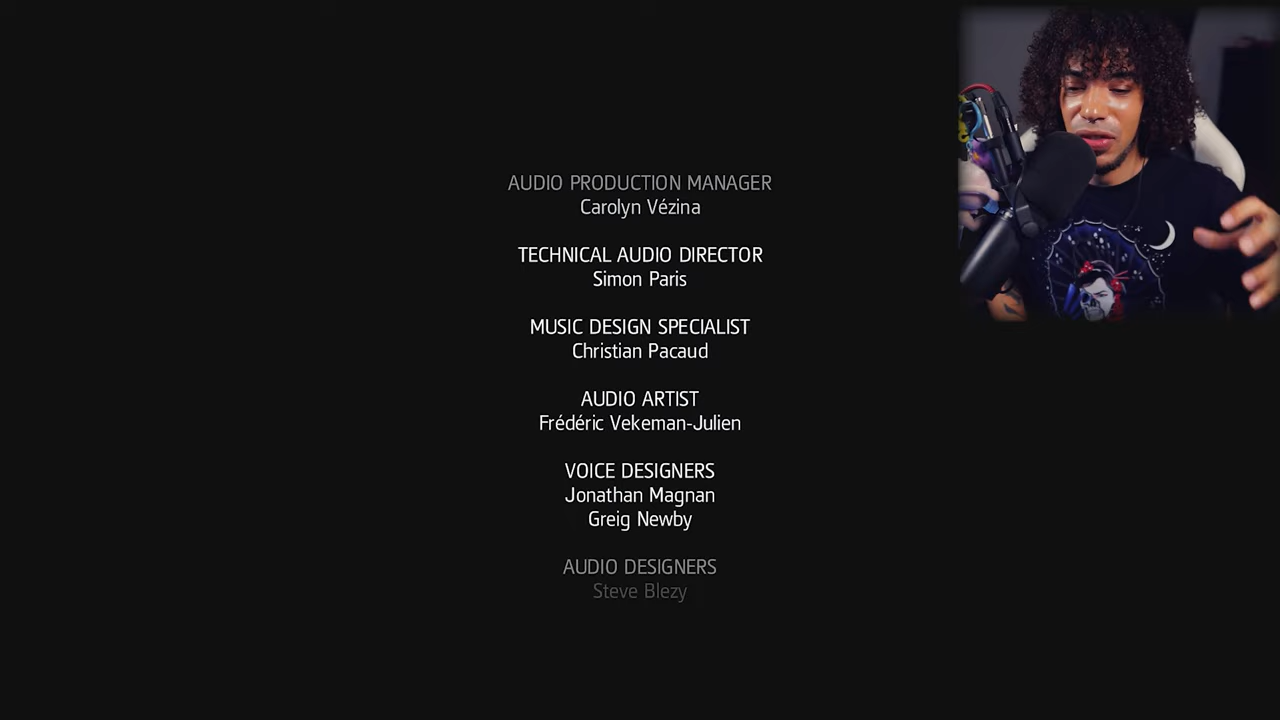 AUDIO PRODUCTION MANAGER
Carolyn Vézina
TECHNICAL AUDIO DIRECTOR
Simon Paris
MUSIC DESIGN SPECIALIST
Christian Pacaud
AUDIO ARTIST
Frédéric Vekeman-Julien
VOICE DESIGNERS
Jonathan Magnan
Greig Newby
AUDIO DESIGNERS
Steve Blezy